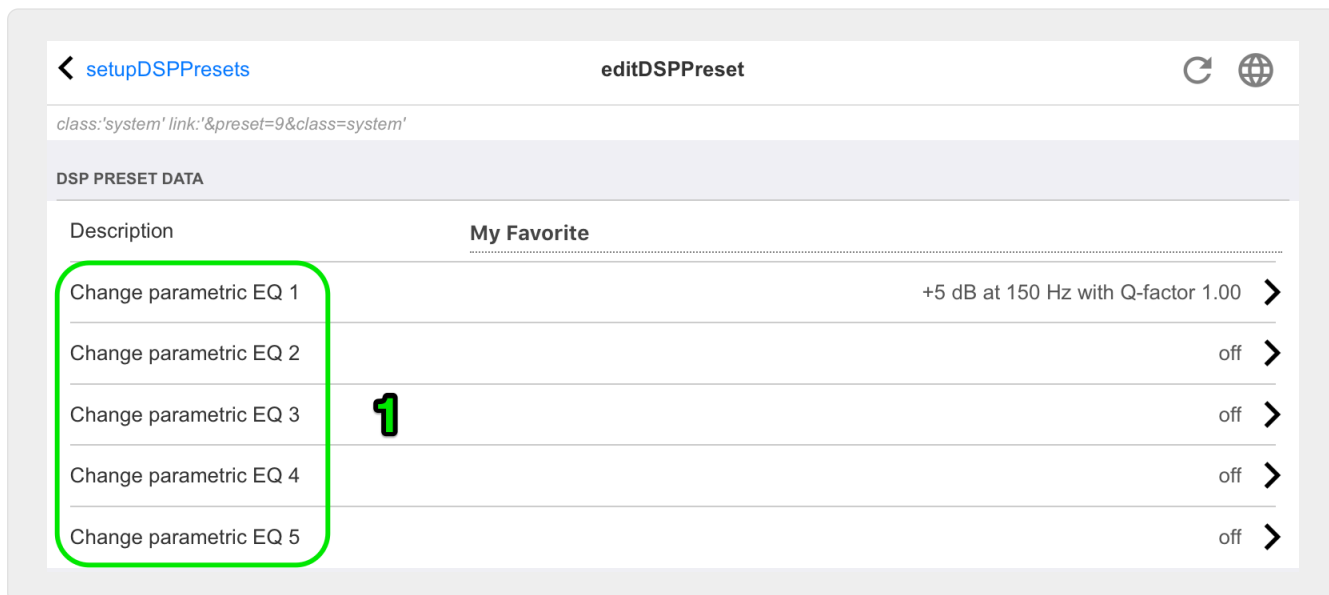 setupDSPPresets editDSPPreset
class:'system' link:'&preset=9&class=system'
DSP PRESET DATA
Description My Favorite
Change parametric EQ 1 +5 dB at 150 Hz with Q-factor 1.00
Change parametric EQ 2 off
Change parametric EQ 3 1 off
Change parametric EQ 4 off
Change parametric EQ 5 off